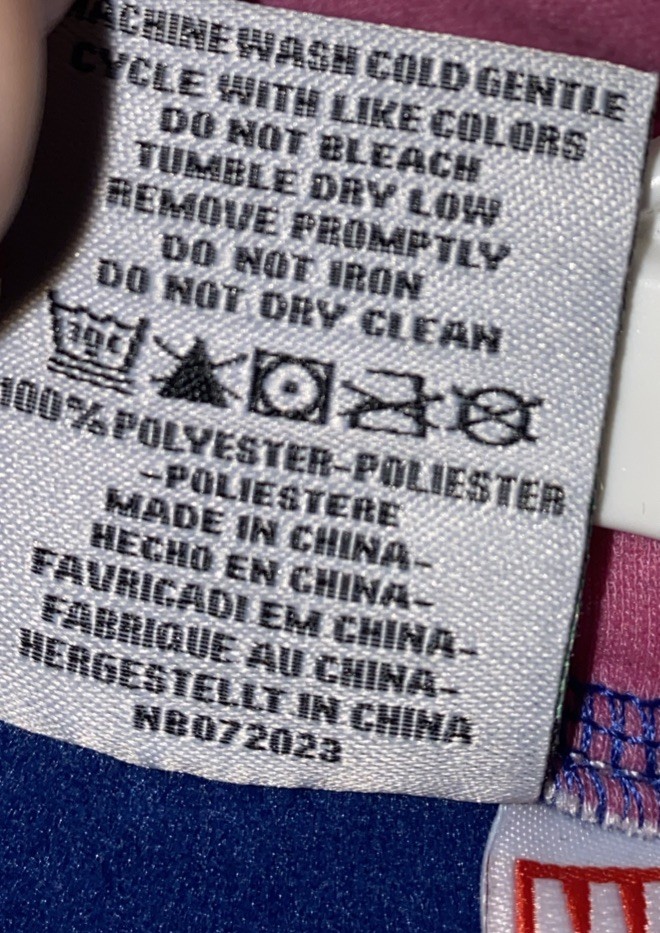 MACHINE WASH COLD GENTLE
CYCLE WITH LIKE COLORS
DO NOT BLEACH
TUMBLE DRY LOW
REMOVE PROMPTLY
DO NOT IRON
DO NOT DRY CLEAN
30C
100% POLYESTER-POLIESTER
-POLIESTERE
MADE IN CHINA-
HECHO EN CHINA-
FAVRICADI EM CHINA-
FABRIQUE AU CHINA-
HERGESTELLT IN CHINA
NB072023